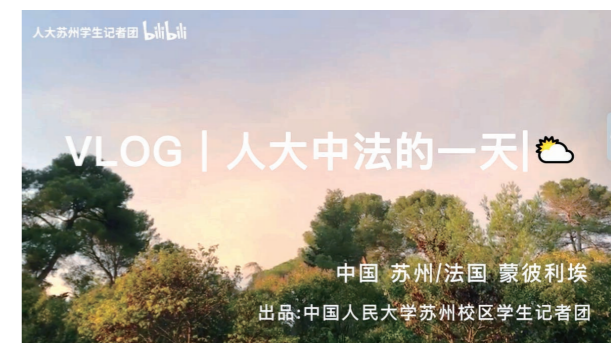 人大苏州学生记者团 bilibili
VLOG | 人大中法的一天|
中国 苏州/法国 蒙彼利埃
出品:中国人民大学苏州校区学生记者团